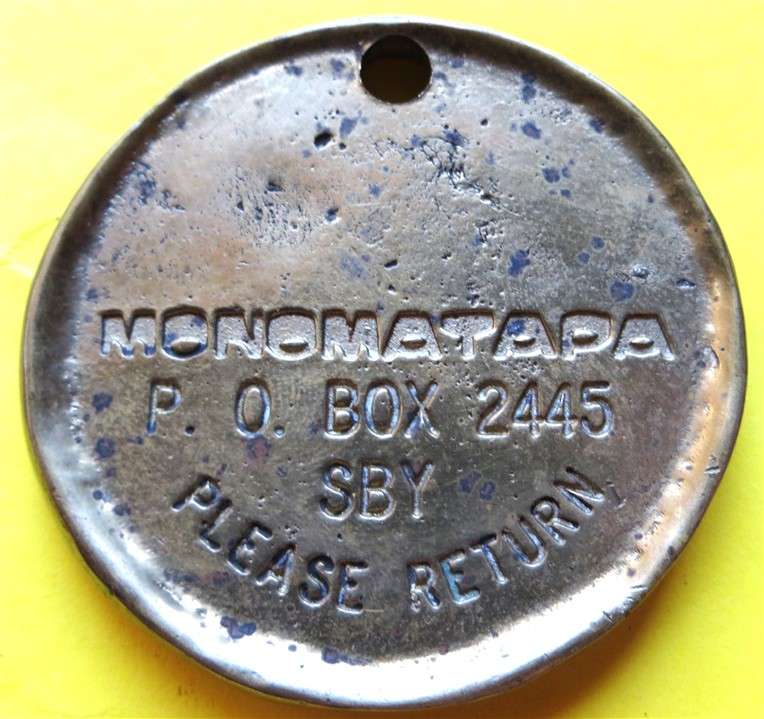 MONOMATAPA
P. O. BOX 2445
SBY
PLEASE RETURN